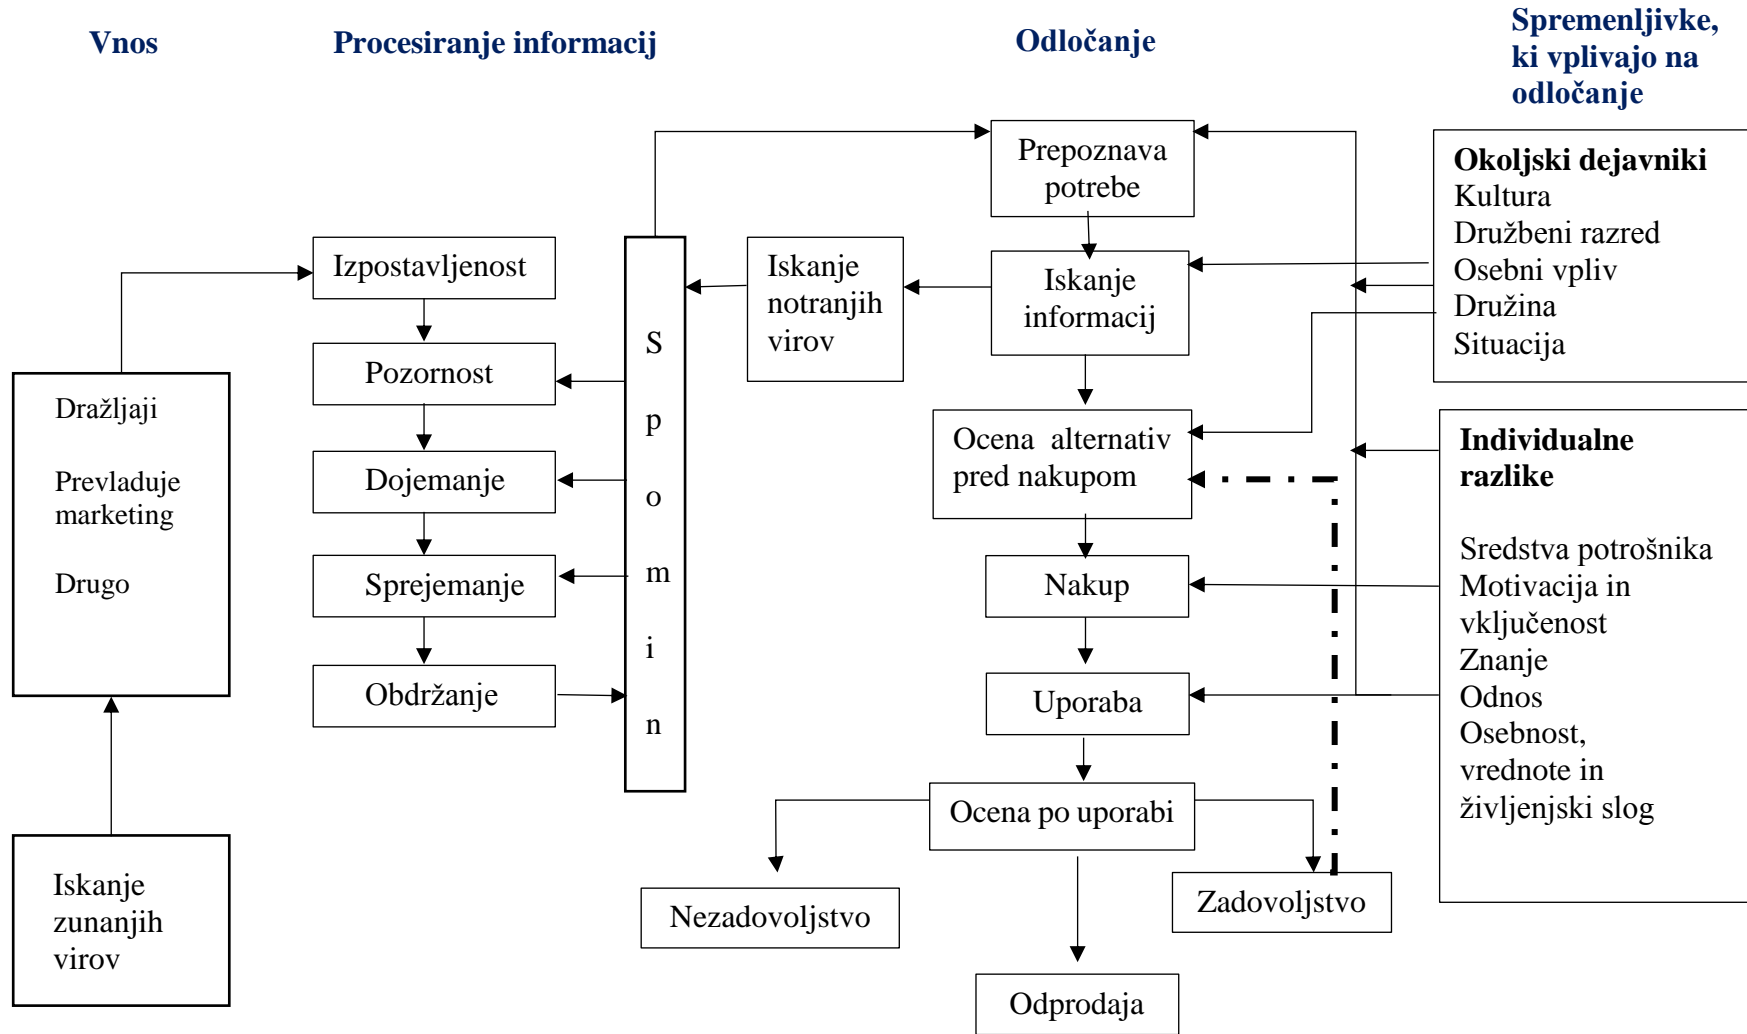 Vnos
Procesiranje informacij
Odločanje
Spremenljivke,
ki vplivajo na
odločanje
Dražljaji
Prevladuje
marketing
Drugo
Iskanje
zunanjih
virov
Izpostavljenost
Pozornost
Dojemanje
Sprejemanje
Obdržanje
S
p
o
m
i
n
Iskanje
notranjih
virov
Prepoznava
potrebe
Iskanje
informacij
Ocena alternativ
pred nakupom
Nakup
Uporaba
Ocena po uporabi
Nezadovoljstvo
Zadovoljstvo
Odprodaja
Okoljski dejavniki
Kultura
Družbeni razred
Osebni vpliv
Družina
Situacija
Individualne
razlike
Sredstva potrošnika
Motivacija in
vključenost
Znanje
Odnos
Osebnost,
vrednote in
življenjski slog